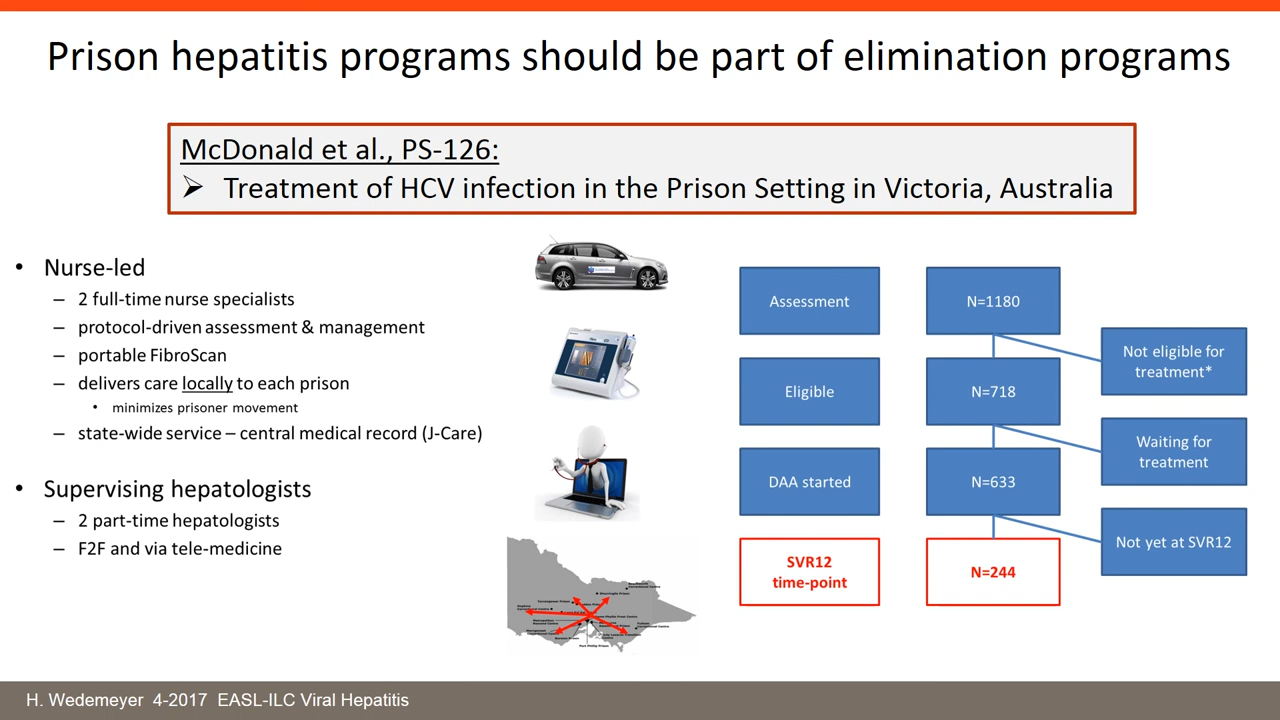 Prison hepatitis programs should be part of elimination programs
McDonald et al., PS-126:
➢ Treatment of HCV infection in the Prison Setting in Victoria, Australia
• Nurse-led
– 2 full-time nurse specialists
– protocol-driven assessment & management
– portable FibroScan
– delivers care locally to each prison
• minimizes prisoner movement
– state-wide service – central medical record (J-Care)
• Supervising hepatologists
– 2 part-time hepatologists
– F2F and via tele-medicine
Assessment
N=1180
Not eligible for
treatment*
Eligible
N=718
Waiting for
treatment
DAA started
N=633
Not yet at SVR12
SVR12
time-point
N=244
Port Phillip Prison
H. Wedemeyer 4-2017 EASL-ILC Viral Hepatitis